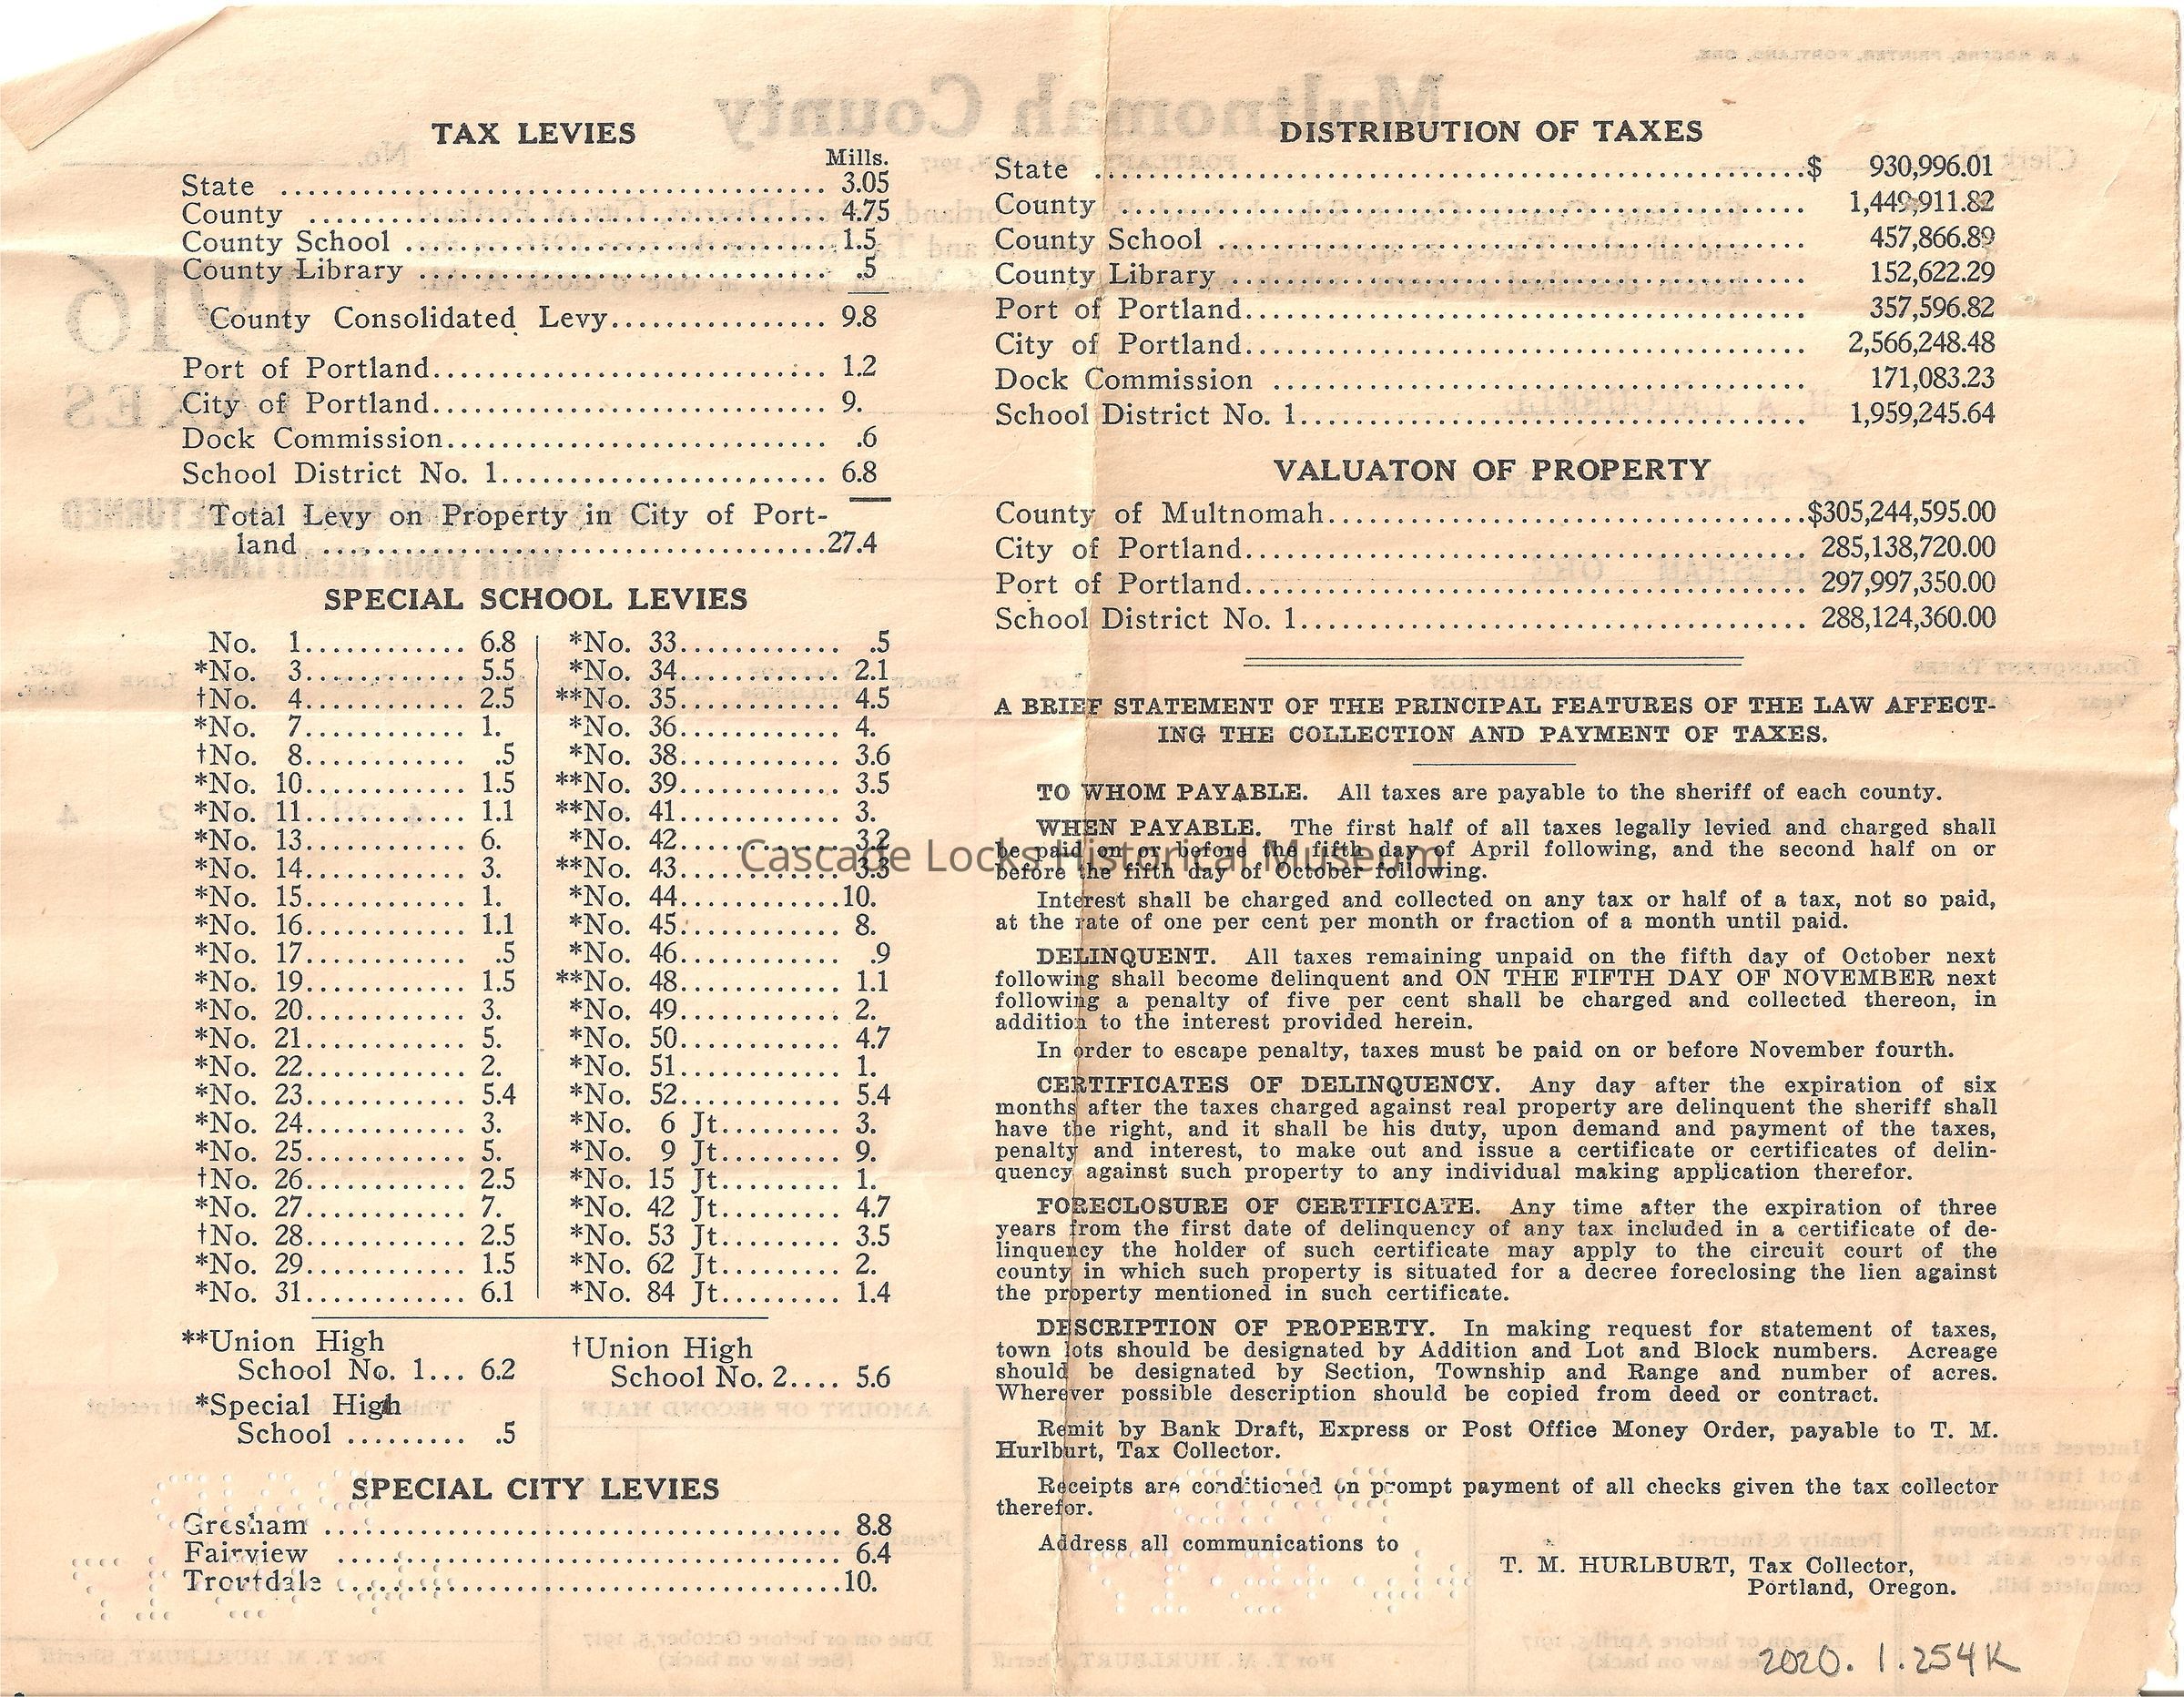 TAX LEVIES
Mills.
State .......... 3.05
County .......... 4.75
County School .......... 1.5
County Library .......... .5
County Consolidated Levy.......... 9.8
Port of Portland.......... 1.2
City of Portland.......... 9.
Dock Commission.......... .6
School District No. 1.......... 6.8
Total Levy on Property in City of Port-
land ..........27.4
SPECIAL SCHOOL LEVIES
No. 1.......... 6.8
*No. 3.......... 5.5
†No. 4.......... 2.5
*No. 7.......... 1.
†No. 8.......... .5
*No. 10.......... 1.5
*No. 11.......... 1.1
*No. 13.......... 6.
*No. 14.......... 3.
*No. 15.......... 1.
*No. 16.......... 1.1
*No. 17.......... .5
*No. 19.......... 1.5
*No. 20.......... 3.
*No. 21.......... 5.
*No. 22.......... 2.
*No. 23.......... 5.4
*No. 24.......... 3.
*No. 25.......... 5.
†No. 26.......... 2.5
*No. 27.......... 7.
†No. 28.......... 2.5
*No. 29.......... 1.5
*No. 31.......... 6.1
*No. 33.......... .5
*No. 34.......... 2.1
**No. 35.......... 4.5
*No. 36.......... 4.
*No. 38.......... 3.6
**No. 39.......... 3.5
**No. 41.......... 3.
*No. 42.......... 3.2
**No. 43.......... 3.3
*No. 44..........10.
*No. 45.......... 8.
*No. 46.......... .9
**No. 48.......... 1.1
*No. 49.......... 2.
*No. 50.......... 4.7
*No. 51.......... 1.
*No. 52.......... 5.4
*No. 6 Jt.......... 3.
*No. 9 Jt.......... 9.
*No. 15 Jt.......... 1.
*No. 42 Jt.......... 4.7
*No. 53 Jt.......... 3.5
*No. 62 Jt.......... 2.
*No. 84 Jt.......... 1.4
**Union High
School No. 1... 6.2
*Special High
School ......... .5
†Union High
School No. 2.... 5.6
SPECIAL CITY LEVIES
Gresham .......... 8.8
Fairview .......... 6.4
Troutdale ..........10.
DISTRIBUTION OF TAXES
State ..........$ 930,996.01
County .......... 1,449,911.82
County School .......... 457,866.89
County Library.......... 152,622.29
Port of Portland.......... 357,596.82
City of Portland.......... 2,566,248.48
Dock Commission .......... 171,083.23
School District No. 1.......... 1,959,245.64
VALUATON OF PROPERTY
County of Multnomah..........$305,244,595.00
City of Portland.......... 285,138,720.00
Port of Portland.......... 297,997,350.00
School District No. 1.......... 288,124,360.00
A BRIEF STATEMENT OF THE PRINCIPAL FEATURES OF THE LAW AFFECT-
ING THE COLLECTION AND PAYMENT OF TAXES.
TO WHOM PAYABLE. All taxes are payable to the sheriff of each county.
WHEN PAYABLE. The first half of all taxes legally levied and charged shall
be paid on or before the fifth day of April following, and the second half on or
before the fifth day of October following.
Interest shall be charged and collected on any tax or half of a tax, not so paid,
at the rate of one per cent per month or fraction of a month until paid.
DELINQUENT. All taxes remaining unpaid on the fifth day of October next
following shall become delinquent and ON THE FIFTH DAY OF NOVEMBER next
following a penalty of five per cent shall be charged and collected thereon, in
addition to the interest provided herein.
In order to escape penalty, taxes must be paid on or before November fourth.
CERTIFICATES OF DELINQUENCY. Any day after the expiration of six
months after the taxes charged against real property are delinquent the sheriff shall
have the right, and it shall be his duty, upon demand and payment of the taxes,
penalty and interest, to make out and issue a certificate or certificates of delin-
quency against such property to any individual making application therefor.
FORECLOSURE OF CERTIFICATE. Any time after the expiration of three
years from the first date of delinquency of any tax included in a certificate of de-
linquency the holder of such certificate may apply to the circuit court of the
county in which such property is situated for a decree foreclosing the lien against
the property mentioned in such certificate.
DESCRIPTION OF PROPERTY. In making request for statement of taxes,
town lots should be designated by Addition and Lot and Block numbers. Acreage
should be designated by Section, Township and Range and number of acres.
Wherever possible description should be copied from deed or contract.
Remit by Bank Draft, Express or Post Office Money Order, payable to T. M.
Hurlburt, Tax Collector.
Receipts are conditioned on prompt payment of all checks given the tax collector
therefor.
Address all communications to
T. M. HURLBURT, Tax Collector,
Portland, Oregon.
2020.1.254K
Cascade Locks Historical Museum